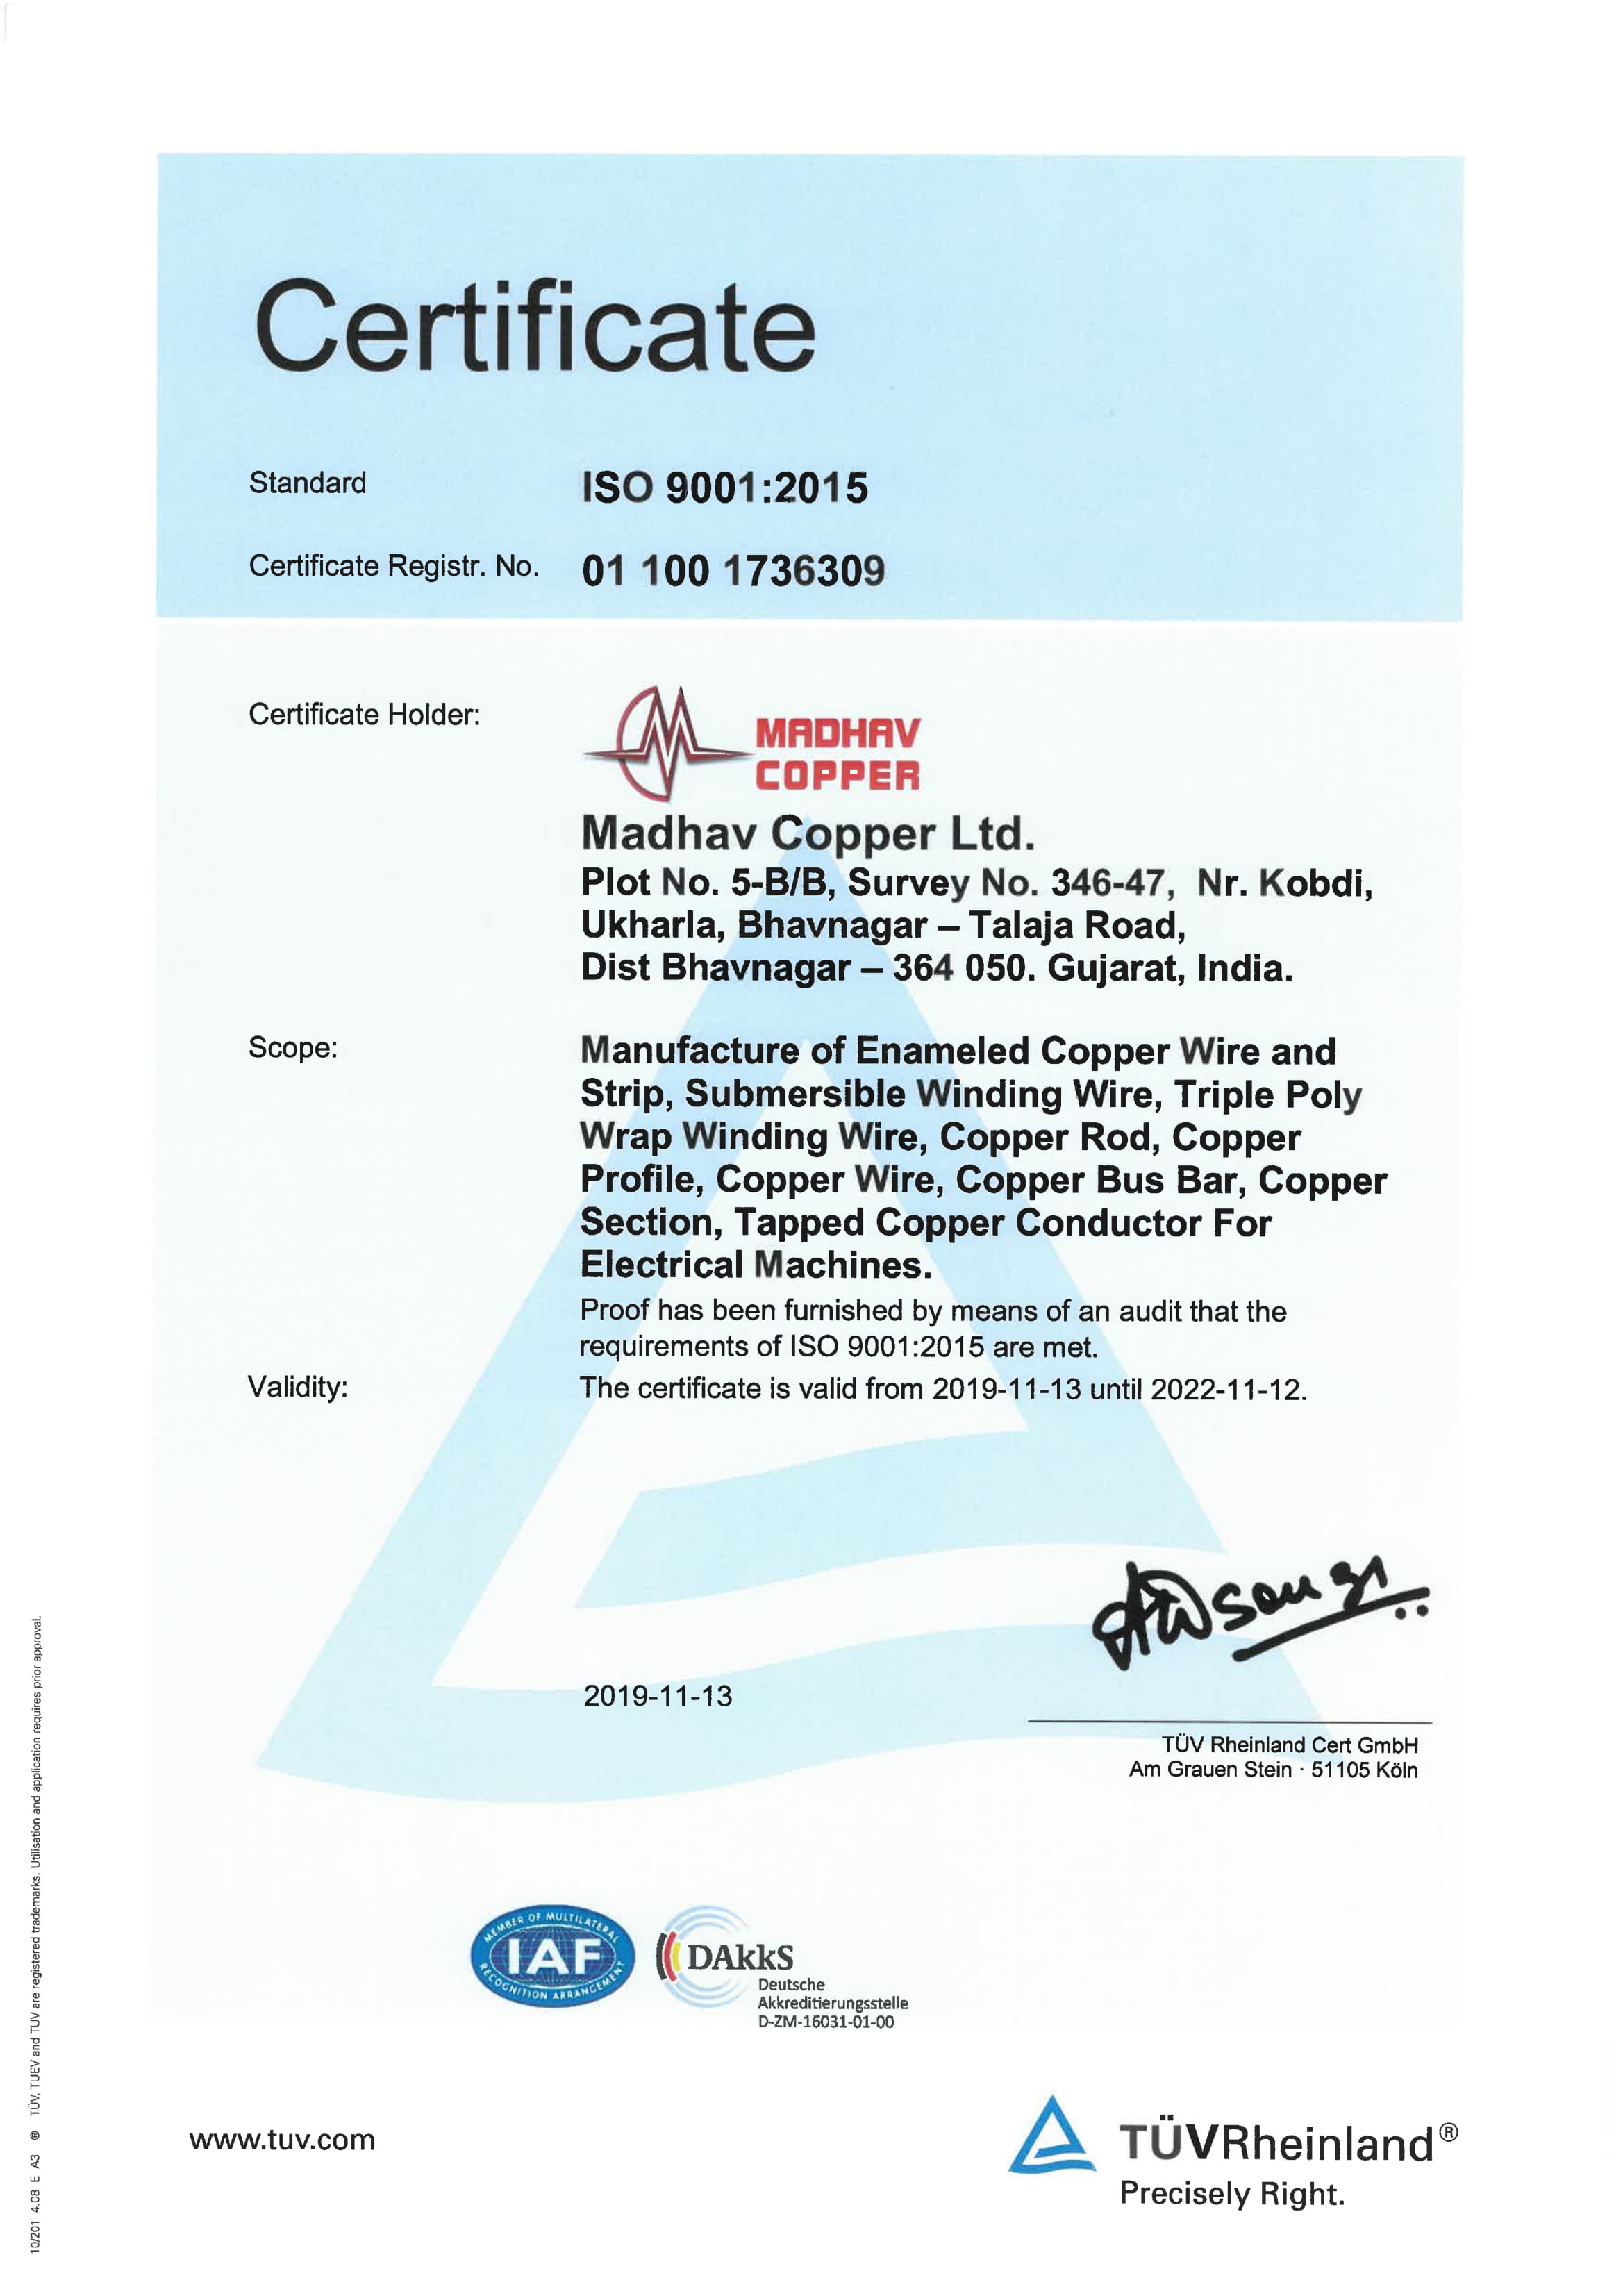 Certificate
Standard ISO 9001:2015
Certificate Registr. No. 01 100 1736309
Certificate Holder:
MADHAV
COPPER
Madhav Copper Ltd.
Plot No. 5-B/B, Survey No. 346-47, Nr. Kobdi,
Ukharla, Bhavnagar – Talaja Road,
Dist Bhavnagar – 364 050. Gujarat, India.
Scope: Manufacture of Enameled Copper Wire and
Strip, Submersible Winding Wire, Triple Poly
Wrap Winding Wire, Copper Rod, Copper
Profile, Copper Wire, Copper Bus Bar, Copper
Section, Tapped Copper Conductor For
Electrical Machines.
Proof has been furnished by means of an audit that the
requirements of ISO 9001:2015 are met.
Validity: The certificate is valid from 2019-11-13 until 2022-11-12.
2019-11-13
TÜV Rheinland Cert GmbH
Am Grauen Stein · 51105 Köln
MEMBER OF MULTILATERAL
IAF
RECOGNITION ARRANGEMENT
DAkkS
Deutsche
Akkreditierungsstelle
D-ZM-16031-01-00
www.tuv.com
TÜVRheinland®
Precisely Right.
10/201 4.08 E A3 ® TÜV, TUEV and TUV are registered trademarks. Utilisation and application requires prior approval.